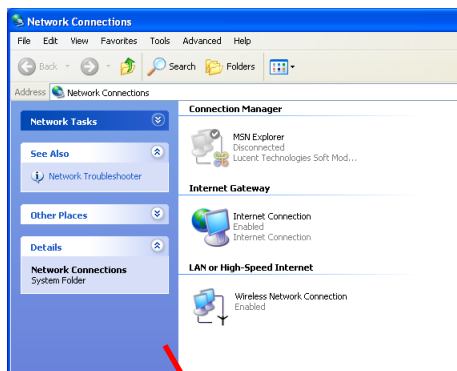 Network Connections
File Edit View Favorites Tools Advanced Help
Back Search Folders
Address Network Connections
Network Tasks
See Also
Network Troubleshooter
Other Places
Details
Network Connections
System Folder
Connection Manager
MSN Explorer
Disconnected
Lucent Technologies Soft Mod...
Internet Gateway
Internet Connection
Enabled
Internet Connection
LAN or High-Speed Internet
Wireless Network Connection
Enabled